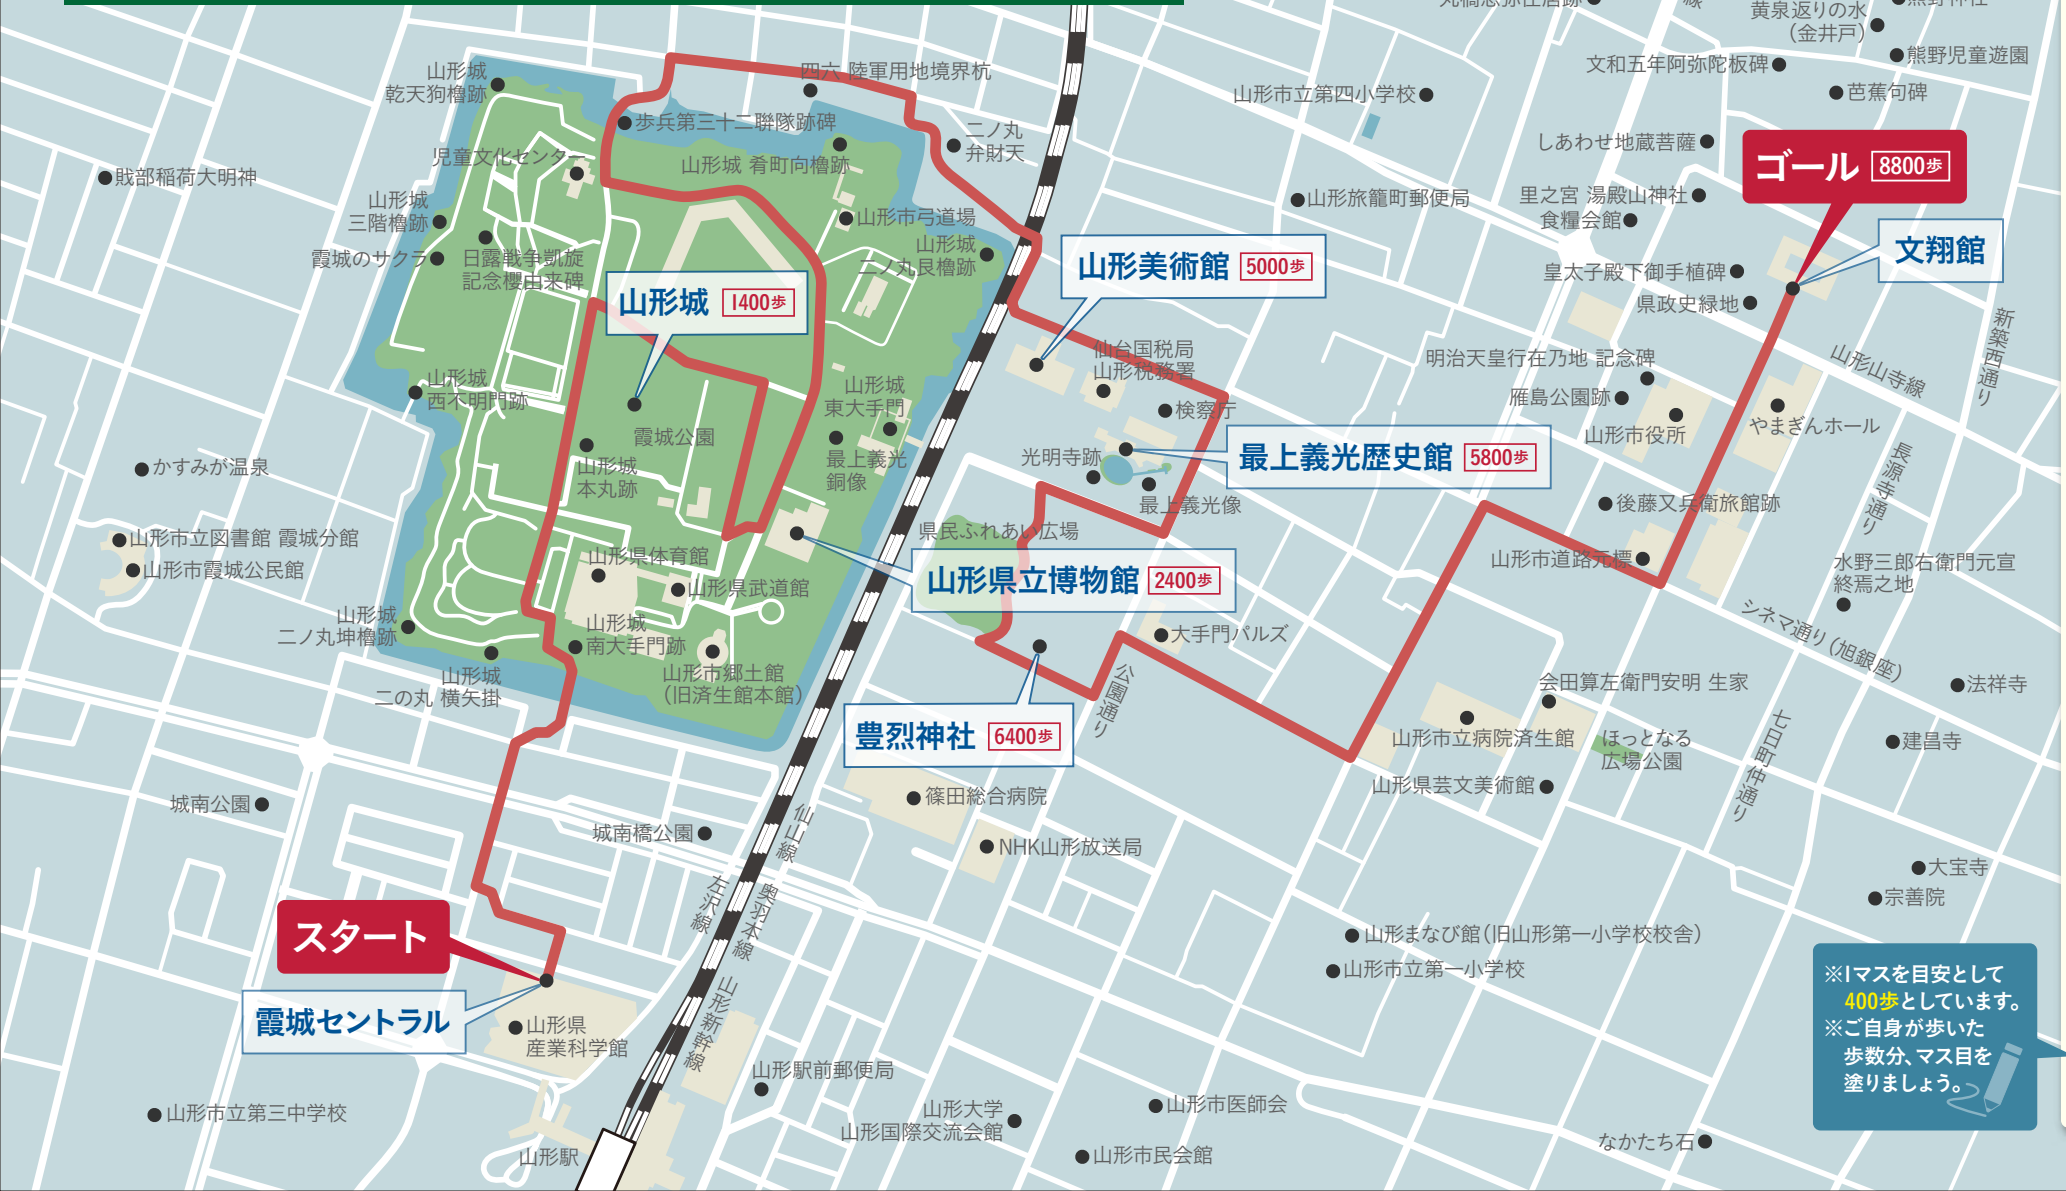 黄泉返りの水
（金井戸）
熊野児童遊園
文和五年阿弥陀板碑
芭蕉句碑
山形市立第四小学校
しあわせ地蔵菩薩
ゴール 8800歩
里之宮 湯殿山神社
食糧会館
山形旅籠町郵便局
文翔館
皇太子殿下御手植碑
県政史緑地
新築西通り
山形山寺線
明治天皇行在乃地 記念碑
雁島公園跡
山形市役所
やまぎんホール
長源寺通り
後藤又兵衛旅館跡
山形市道路元標
水野三郎右衛門元宣
終焉之地
シネマ通り(旭銀座)
法祥寺
建昌寺
七日町仲通り
会田算左衛門安明 生家
山形市立病院済生館
ほっとなる
広場公園
山形県芸文美術館
大宝寺
宗善院
山形城
乾天狗櫓跡
四六 陸軍用地境界杭
歩兵第三十二聯隊跡碑
二ノ丸
弁財天
児童文化センター
山形城 肴町向櫓跡
財部稲荷大明神
山形城
三階櫓跡
霞城のサクラ
日露戦争凱旋
記念櫻由来碑
山形市弓道場
山形城
二ノ丸艮櫓跡
山形城 1400歩
山形美術館 5000歩
仙台国税局
山形税務署
検察庁
山形城
西不明門跡
山形城
東大手門
霞城公園
最上義光
銅像
山形城
本丸跡
光明寺跡
最上義光歴史館 5800歩
最上義光像
かすみが温泉
県民ふれあい広場
山形市立図書館 霞城分館
山形市霞城公民館
山形県体育館
山形県武道館
山形県立博物館 2400歩
山形城
二ノ丸坤櫓跡
山形城
南大手門跡
山形市郷土館
（旧済生館本館）
山形城
二の丸 横矢掛
大手門パルズ
公園通り
豊烈神社 6400歩
篠田総合病院
NHK山形放送局
城南公園
城南橋公園
仙山線
左沢線
奥羽本線
山形新幹線
スタート
霞城セントラル
山形県
産業科学館
山形まなび館(旧山形第一小学校校舎)
山形市立第一小学校
山形駅前郵便局
山形市立第三中学校
山形大学
山形国際交流会館
山形市医師会
山形市民会館
山形駅
なかたち石
※1マスを目安として
400歩としています。
※ご自身が歩いた
歩数分、マス目を
塗りましょう。